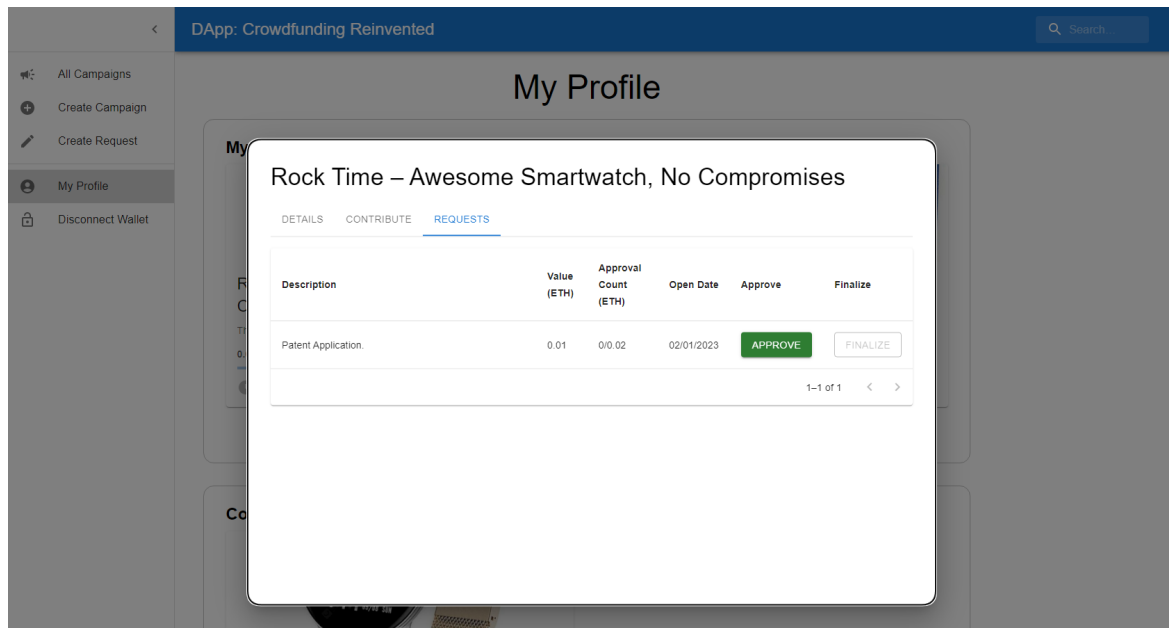 DApp: Crowdfunding Reinvented
Search...
All Campaigns
Create Campaign
Create Request
My Profile
Disconnect Wallet
My Profile
My
Rock Time – Awesome Smartwatch, No Compromises
DETAILS CONTRIBUTE REQUESTS
Description
Value
(ETH)
Approval
Count
(ETH)
Open Date
Approve
Finalize
Patent Application. 0.01 0/0.02 02/01/2023 APPROVE FINALIZE
1–1 of 1
Co